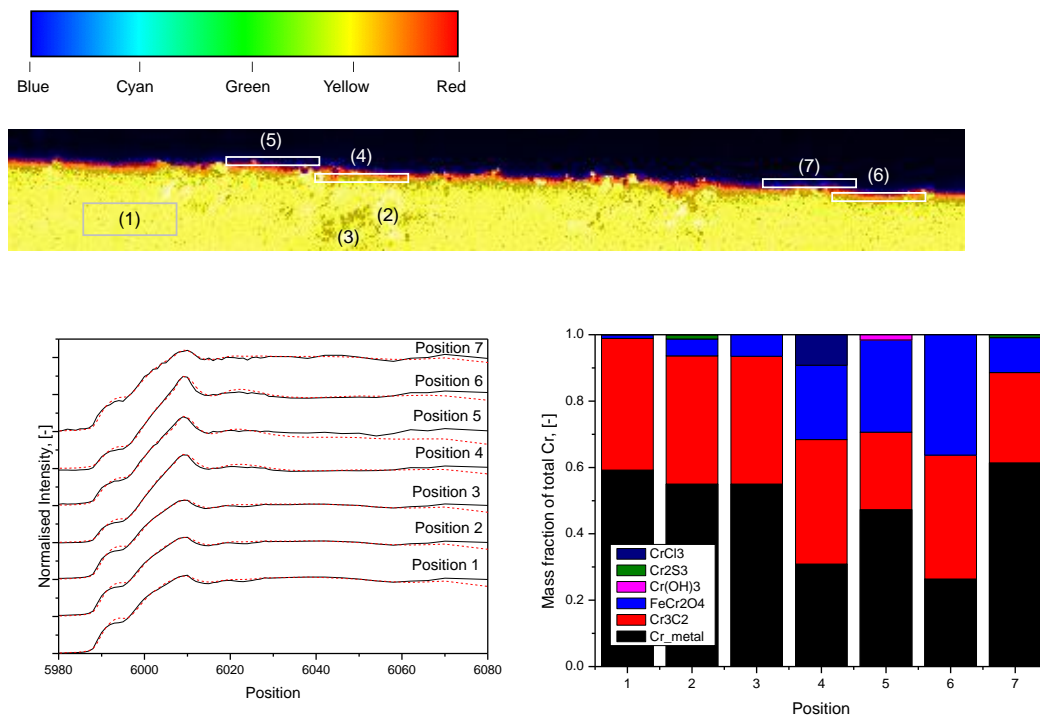 Blue Cyan Green Yellow Red
(5)
(4)
(7)
(6)
(1)
(2)
(3)
Normalised Intensity, [-]
Position 7
Position 6
Position 5
Position 4
Position 3
Position 2
Position 1
5980 6000 6020 6040 6060 6080
Position
Mass fraction of total Cr, [-]
1.0
0.8
0.6
0.4
0.2
0.0
CrCl3
Cr2S3
Cr(OH)3
FeCr2O4
Cr3C2
Cr_metal
1 2 3 4 5 6 7
Position